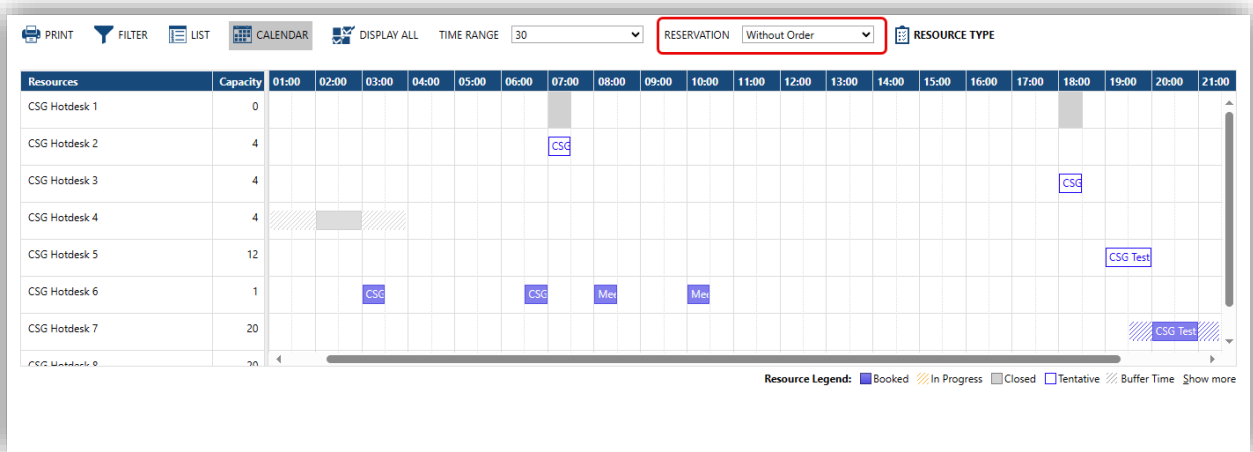 PRINT FILTER LIST CALENDAR DISPLAY ALL TIME RANGE 30 RESERVATION Without Order RESOURCE TYPE
Resources Capacity 01:00 02:00 03:00 04:00 05:00 06:00 07:00 08:00 09:00 10:00 11:00 12:00 13:00 14:00 15:00 16:00 17:00 18:00 19:00 20:00 21:00
CSG Hotdesk 1 0
CSG Hotdesk 2 4 CSG
CSG Hotdesk 3 4 CSG
CSG Hotdesk 4 4
CSG Hotdesk 5 12 CSG Test
CSG Hotdesk 6 1 CSG CSG Mee Mee
CSG Hotdesk 7 20 CSG Test
CSG Hotdesk 8 20
Resource Legend: Booked In Progress Closed Tentative Buffer Time Show more